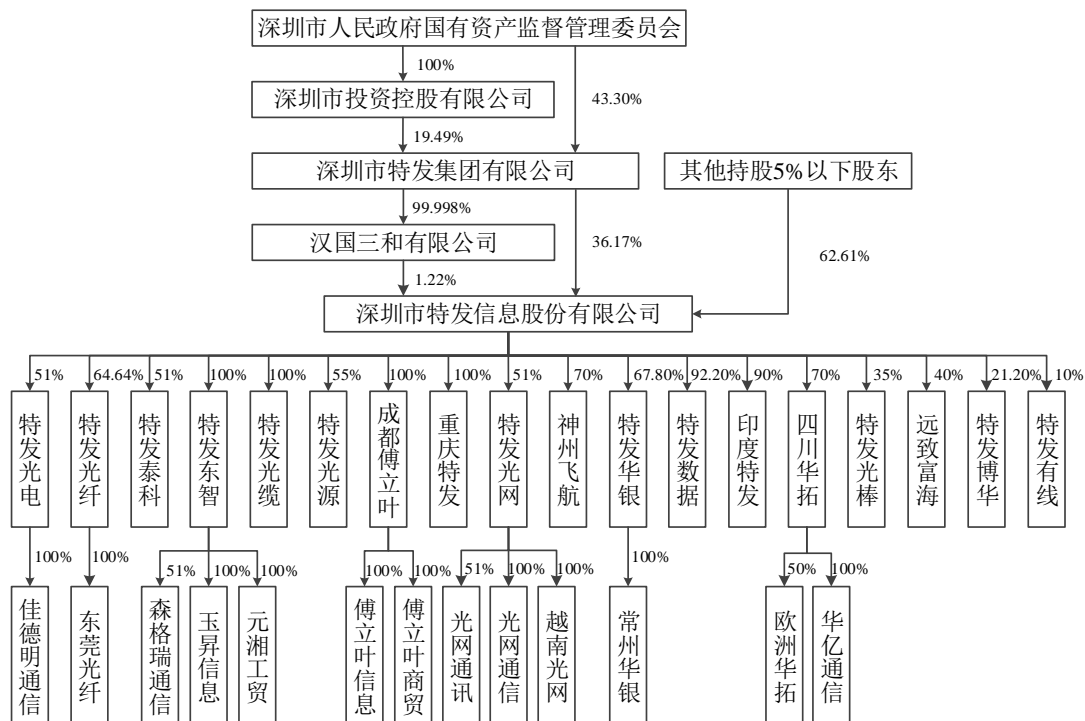 深圳市人民政府国有资产监督管理委员会
100%
43.30%
深圳市投资控股有限公司
19.49%
深圳市特发集团有限公司
其他持股5%以下股东
99.998%
36.17%
62.61%
汉国三和有限公司
1.22%
深圳市特发信息股份有限公司
51%
64.64%
51%
100%
100%
55%
100%
100%
51%
70%
67.80%
92.20%
90%
70%
35%
40%
21.20%
10%
特发光电
特发光纤
特发泰科
特发东智
特发光缆
特发光源
成都傅立叶
重庆特发
特发光网
神州飞航
特发华银
特发数据
印度特发
四川华拓
特发光棒
远致富海
特发博华
特发有线
100%
100%
51%
100%
100%
100%
100%
51%
100%
100%
100%
50%
100%
佳德明通信
东莞光纤
森格瑞通信
玉昇信息
元湘工贸
傅立叶信息
傅立叶商贸
光网通讯
光网通信
越南光网
常州华银
欧洲华拓
华亿通信